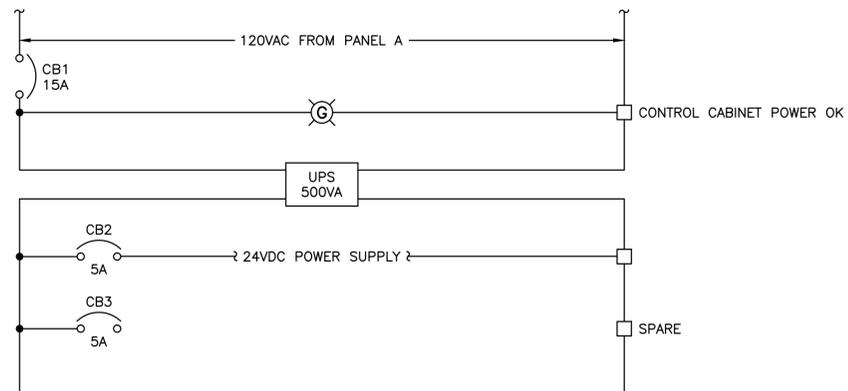 120VAC FROM PANEL A
CB1
15A
G
CONTROL CABINET POWER OK
UPS
500VA
CB2
24VDC POWER SUPPLY
5A
CB3
SPARE
5A